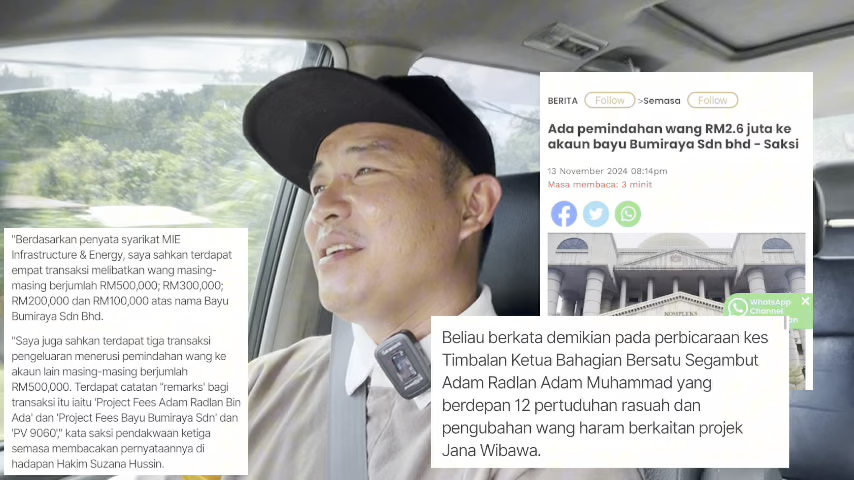 BERITA Follow >Semasa Follow
Ada pemindahan wang RM2.6 juta ke
akaun bayu Bumiraya Sdn bhd - Saksi
13 November 2024 08:14pm
Masa membaca: 3 minit
WhatsApp
Channel
KOMPLEKS
"Berdasarkan penyata syarikat MIE
Infrastructure & Energy, saya sahkan terdapat
empat transaksi melibatkan wang masing-
masing berjumlah RM500,000; RM300,000;
RM200,000 dan RM100,000 atas nama Bayu
Bumiraya Sdn Bhd.
"Saya juga sahkan terdapat tiga transaksi
pengeluaran menerusi pemindahan wang ke
akaun lain masing-masing berjumlah
RM500,000. Terdapat catatan "remarks' bagi
transaksi itu iaitu 'Project Fees Adam Radlan Bin
Ada' dan 'Project Fees Bayu Bumiraya Sdn' dan
'PV 9060'," kata saksi pendakwaan ketiga
semasa membacakan pernyataannya di
hadapan Hakim Suzana Hussin.
Beliau berkata demikian pada perbicaraan kes
Timbalan Ketua Bahagian Bersatu Segambut
Adam Radlan Adam Muhammad yang
berdepan 12 pertuduhan rasuah dan
pengubahan wang haram berkaitan projek
Jana Wibawa.